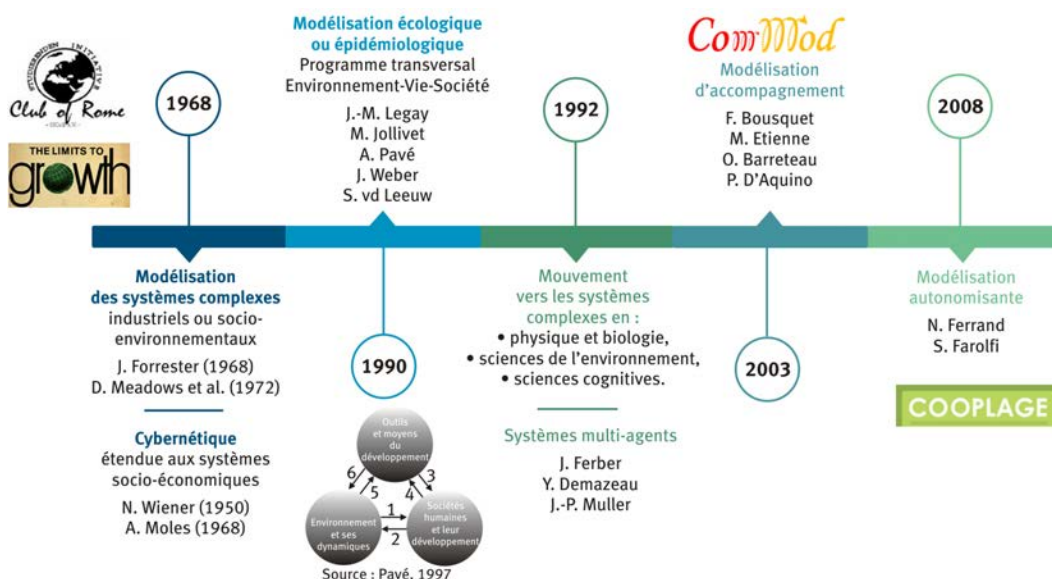 STUDIERENDEN INITIATIVE
Club of Rome
THE LIMITS TO
growth
1968
Modélisation
des systèmes complexes
industriels ou socio-
environnementaux
J. Forrester (1968)
D. Meadows et al. (1972)
Cybernétique
étendue aux systèmes
socio-économiques
N. Wiener (1950)
A. Moles (1968)
Modélisation écologique
ou épidémiologique
Programme transversal
Environnement-Vie-Société
J.-M. Legay
M. Jollivet
A. Pavé
J. Weber
S. vd Leeuw
1990
Outils
et moyens
du
développement
6
5
3
4
1
2
Environnement
et ses
dynamiques
Sociétés
humaines
et leur
développement
Source : Pavé, 1997
1992
Mouvement
vers les systèmes
complexes en :
• physique et biologie,
• sciences de l'environnement,
• sciences cognitives.
Systèmes multi-agents
J. Ferber
Y. Demazeau
J.-P. Muller
ComMod
Modélisation
d'accompagnement
F. Bousquet
M. Etienne
O. Barreteau
P. D'Aquino
2003
2008
Modélisation
autonomisante
N. Ferrand
S. Farolfi
COOPLAGE